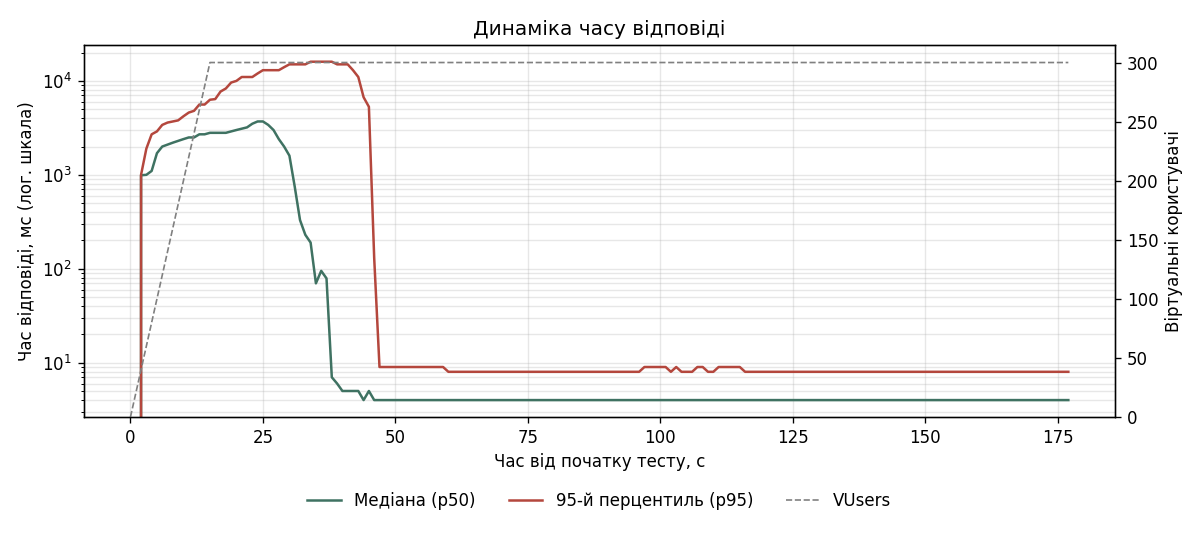 Динаміка часу відповіді
Час відповіді, мс (лог. шкала)
10^4
10^3
10^2
10^1
300
250
200
150
100
50
0
Віртуальні користувачі
0 25 50 75 100 125 150 175
Час від початку тесту, с
Медіана (p50) 95-й перцентиль (p95) VUsers